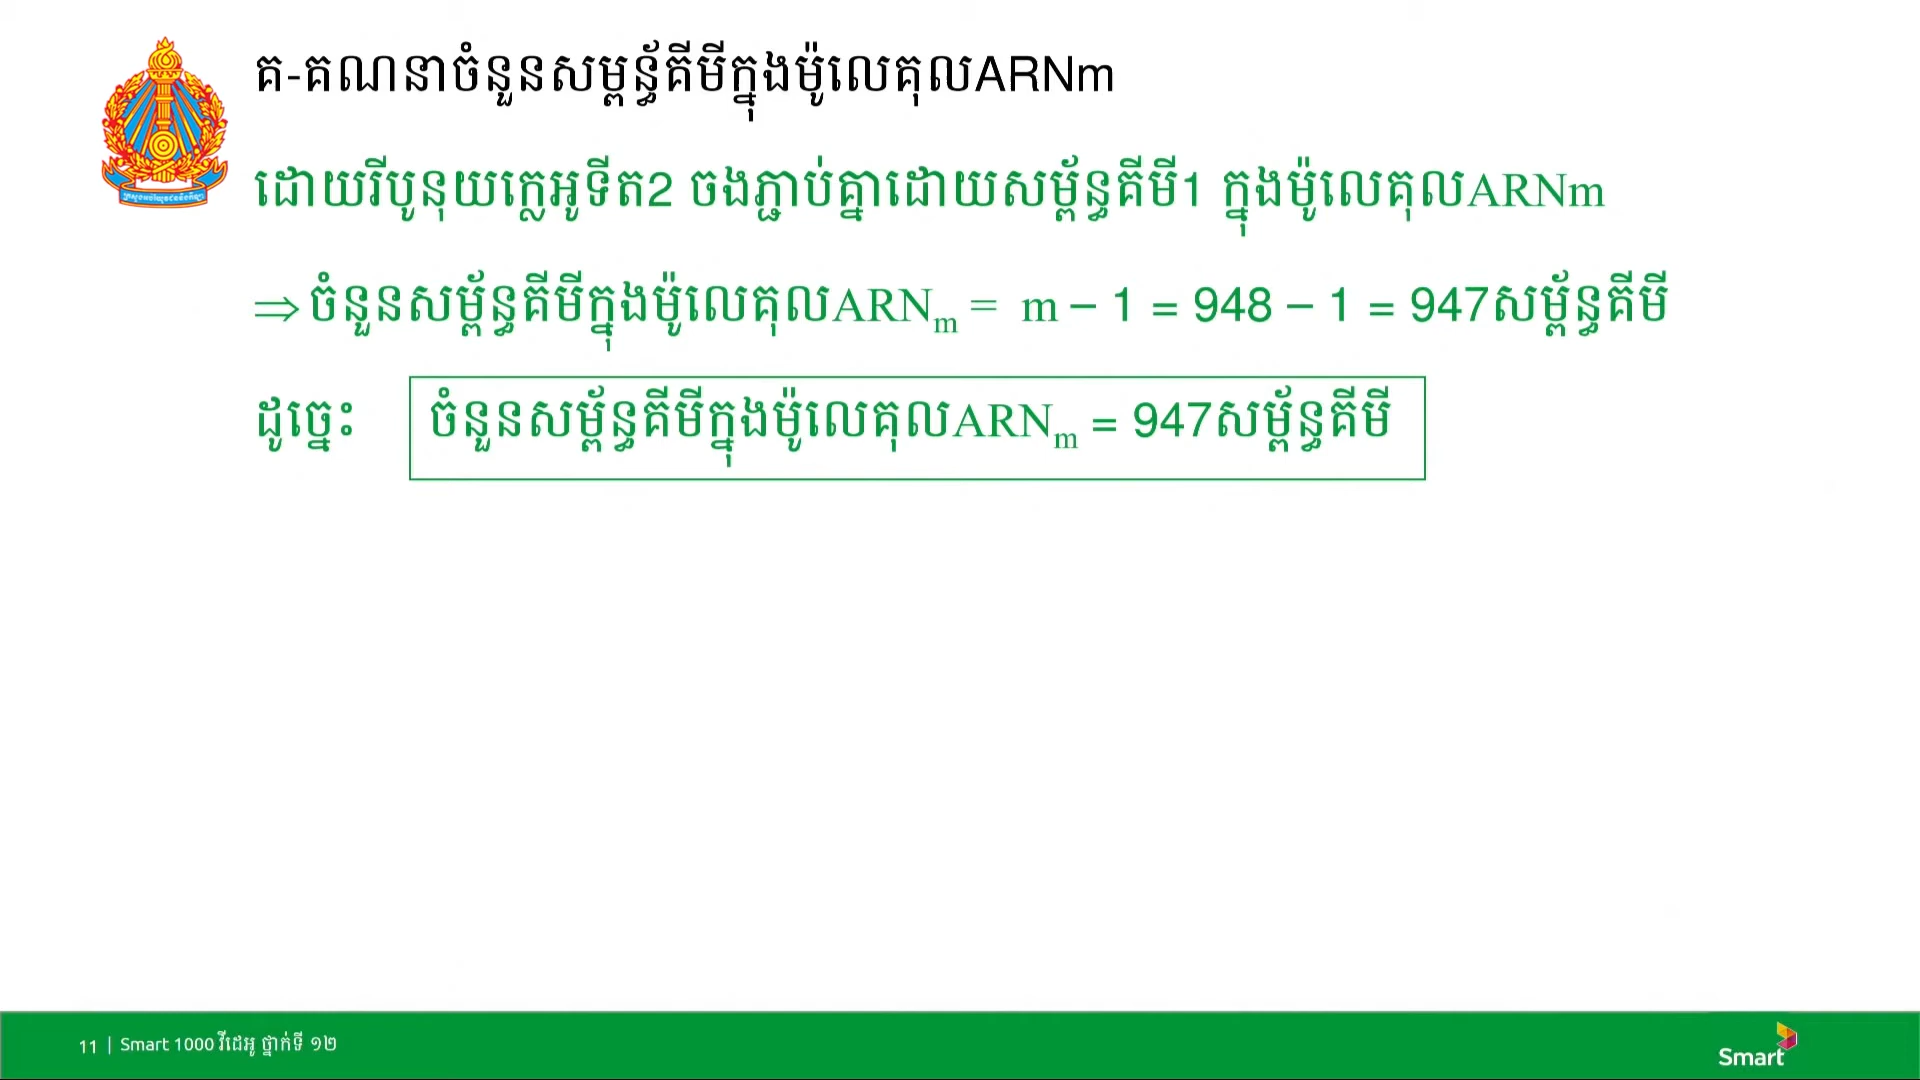 គ-គណនាចំនួនសម្ពន្ធ័គីមីក្នុងម៉ូលេគុលARNm
ដោយរីបូនុយក្លេអូទីត2 ចងភ្ជាប់គ្នាដោយសម្ព័ន្ធគីមី1 ក្នុងម៉ូលេគុលARNm
⇒ ចំនួនសម្ព័ន្ធគីមីក្នុងម៉ូលេគុលARNm = m – 1 = 948 – 1 = 947សម្ព័ន្ធគីមី
ដូច្នេះ ចំនួនសម្ព័ន្ធគីមីក្នុងម៉ូលេគុលARNm = 947សម្ព័ន្ធគីមី
11 | Smart 1000 វីដេអូ ថ្នាក់ទី ១២
Smart